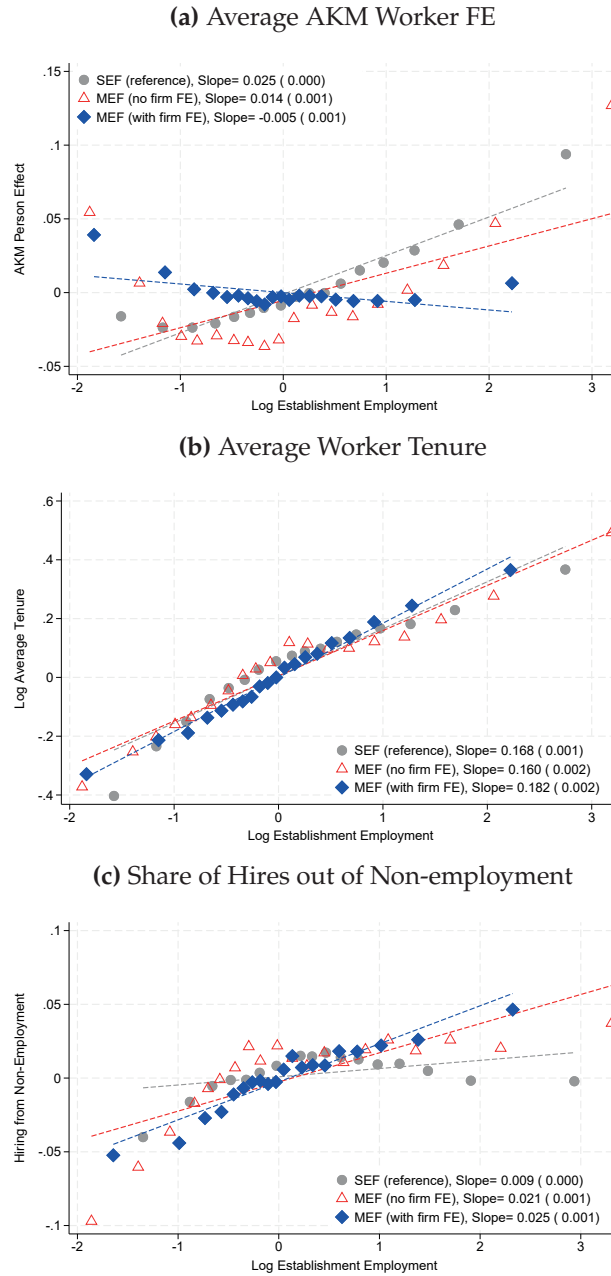 (a) Average AKM Worker FE
.15
.1
.05
0
-.05
AKM Person Effect
SEF (reference), Slope= 0.025 ( 0.000)
MEF (no firm FE), Slope= 0.014 ( 0.001)
MEF (with firm FE), Slope= -0.005 ( 0.001)
-2 -1 0 1 2 3
Log Establishment Employment
(b) Average Worker Tenure
.6
.4
.2
0
-.2
-.4
Log Average Tenure
SEF (reference), Slope= 0.168 ( 0.001)
MEF (no firm FE), Slope= 0.160 ( 0.002)
MEF (with firm FE), Slope= 0.182 ( 0.002)
-2 -1 0 1 2 3
Log Establishment Employment
(c) Share of Hires out of Non-employment
.1
.05
0
-.05
-.1
Hiring from Non-Employment
SEF (reference), Slope= 0.009 ( 0.000)
MEF (no firm FE), Slope= 0.021 ( 0.001)
MEF (with firm FE), Slope= 0.025 ( 0.001)
-2 -1 0 1 2 3
Log Establishment Employment